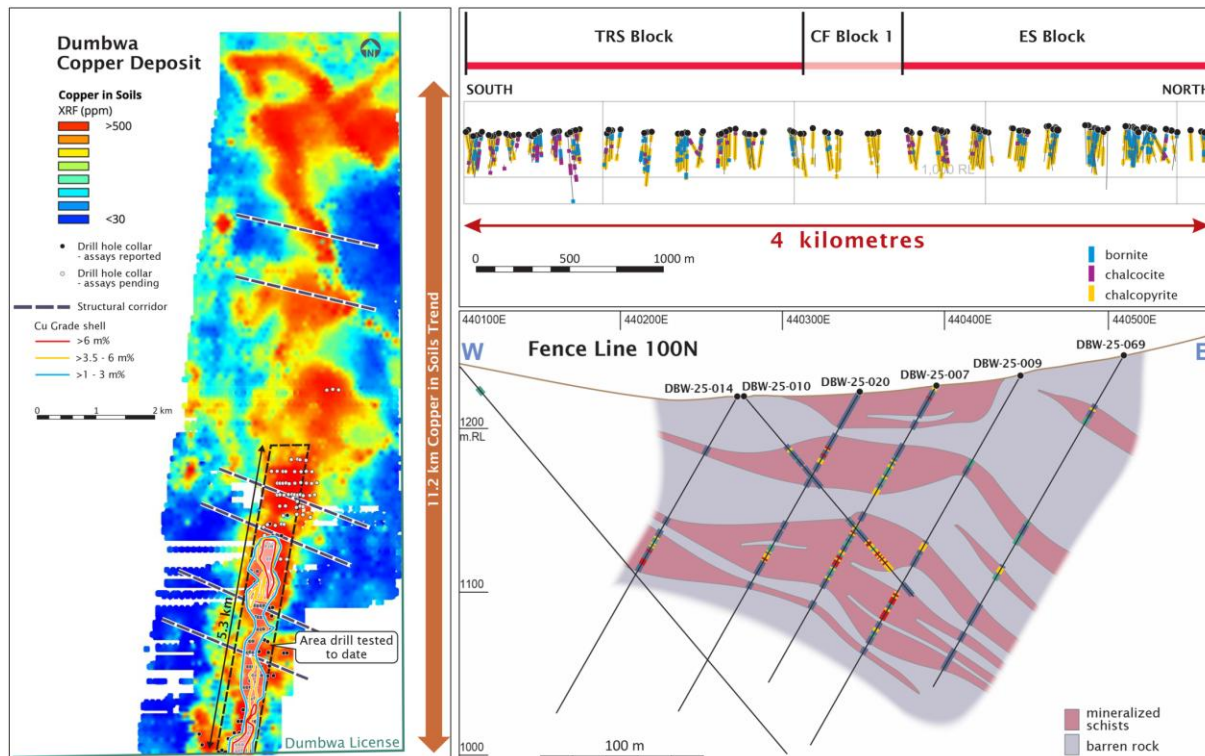 Dumbwa
Copper Deposit
N
Copper in Soils
XRF (ppm)
>500
<30
Drill hole collar
- assays reported
Drill hole collar
- assays pending
Structural corridor
Cu Grade shell
>6 m%
>3.5 - 6 m%
>1 - 3 m%
0 1 2 km
5.3 km
Area drill tested
to date
Dumbwa License
11.2 km Copper in Soils Trend
TRS Block
CF Block 1
ES Block
SOUTH
NORTH
1,000 RL
4 kilometres
0 500 1000 m
bornite
chalcocite
chalcopyrite
440100E 440200E 440300E 440400E 440500E
W
Fence Line 100N
E
DBW-25-014
DBW-25-010
DBW-25-020
DBW-25-007
DBW-25-009
DBW-25-069
1200
m.RL
1100
1000
100 m
mineralized
schists
barren rock